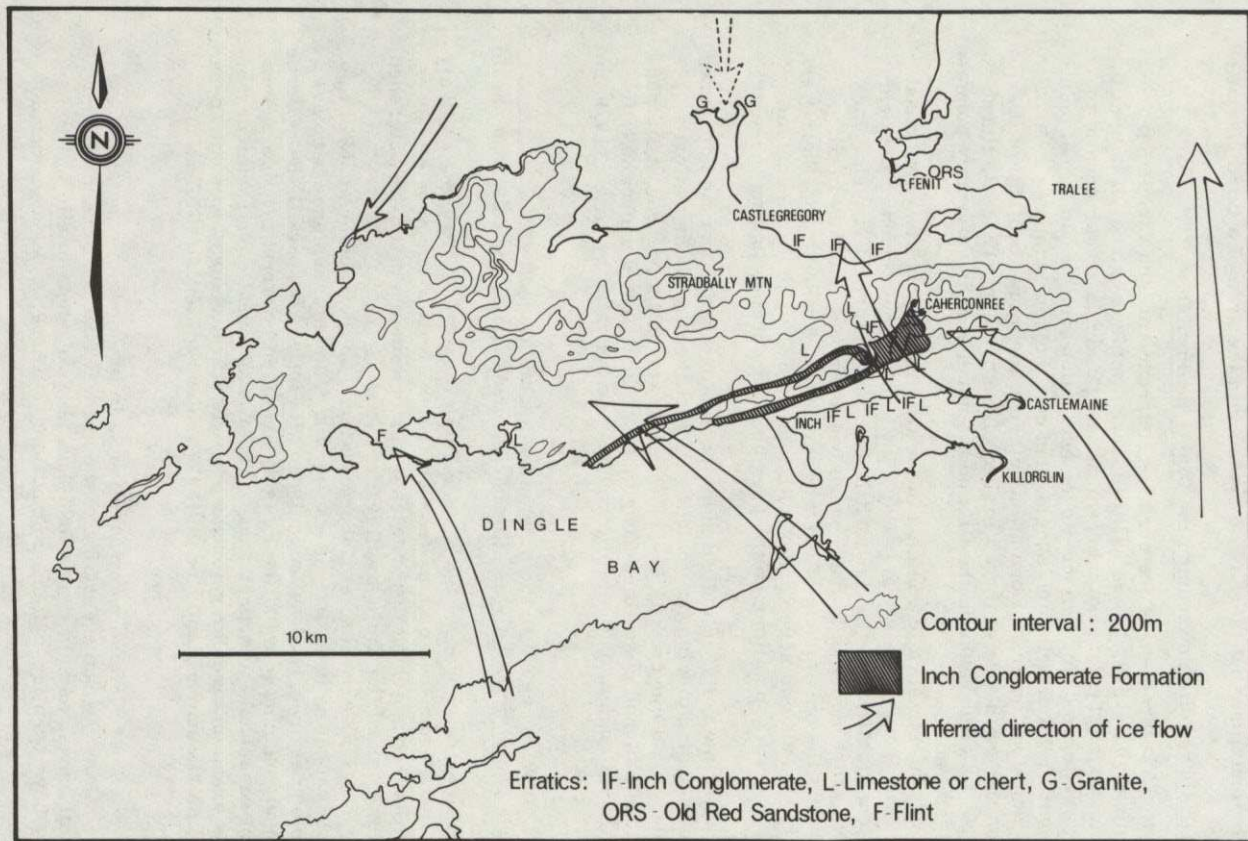 N
G G
ORS
FENIT
TRALEE
CASTLEGREGORY
IF IF IF
L
STRADBALLY MTN
CAHERCONREE
IF
L
L
L
L
L
CASTLEMAINE
INCH IF L IF L IF L
F
L
KILLORGLIN
DINGLE
BAY
10 km
Contour interval : 200m
Inch Conglomerate Formation
Inferred direction of ice flow
Erratics: IF-Inch Conglomerate, L-Limestone or chert, G-Granite,
ORS-Old Red Sandstone, F-Flint